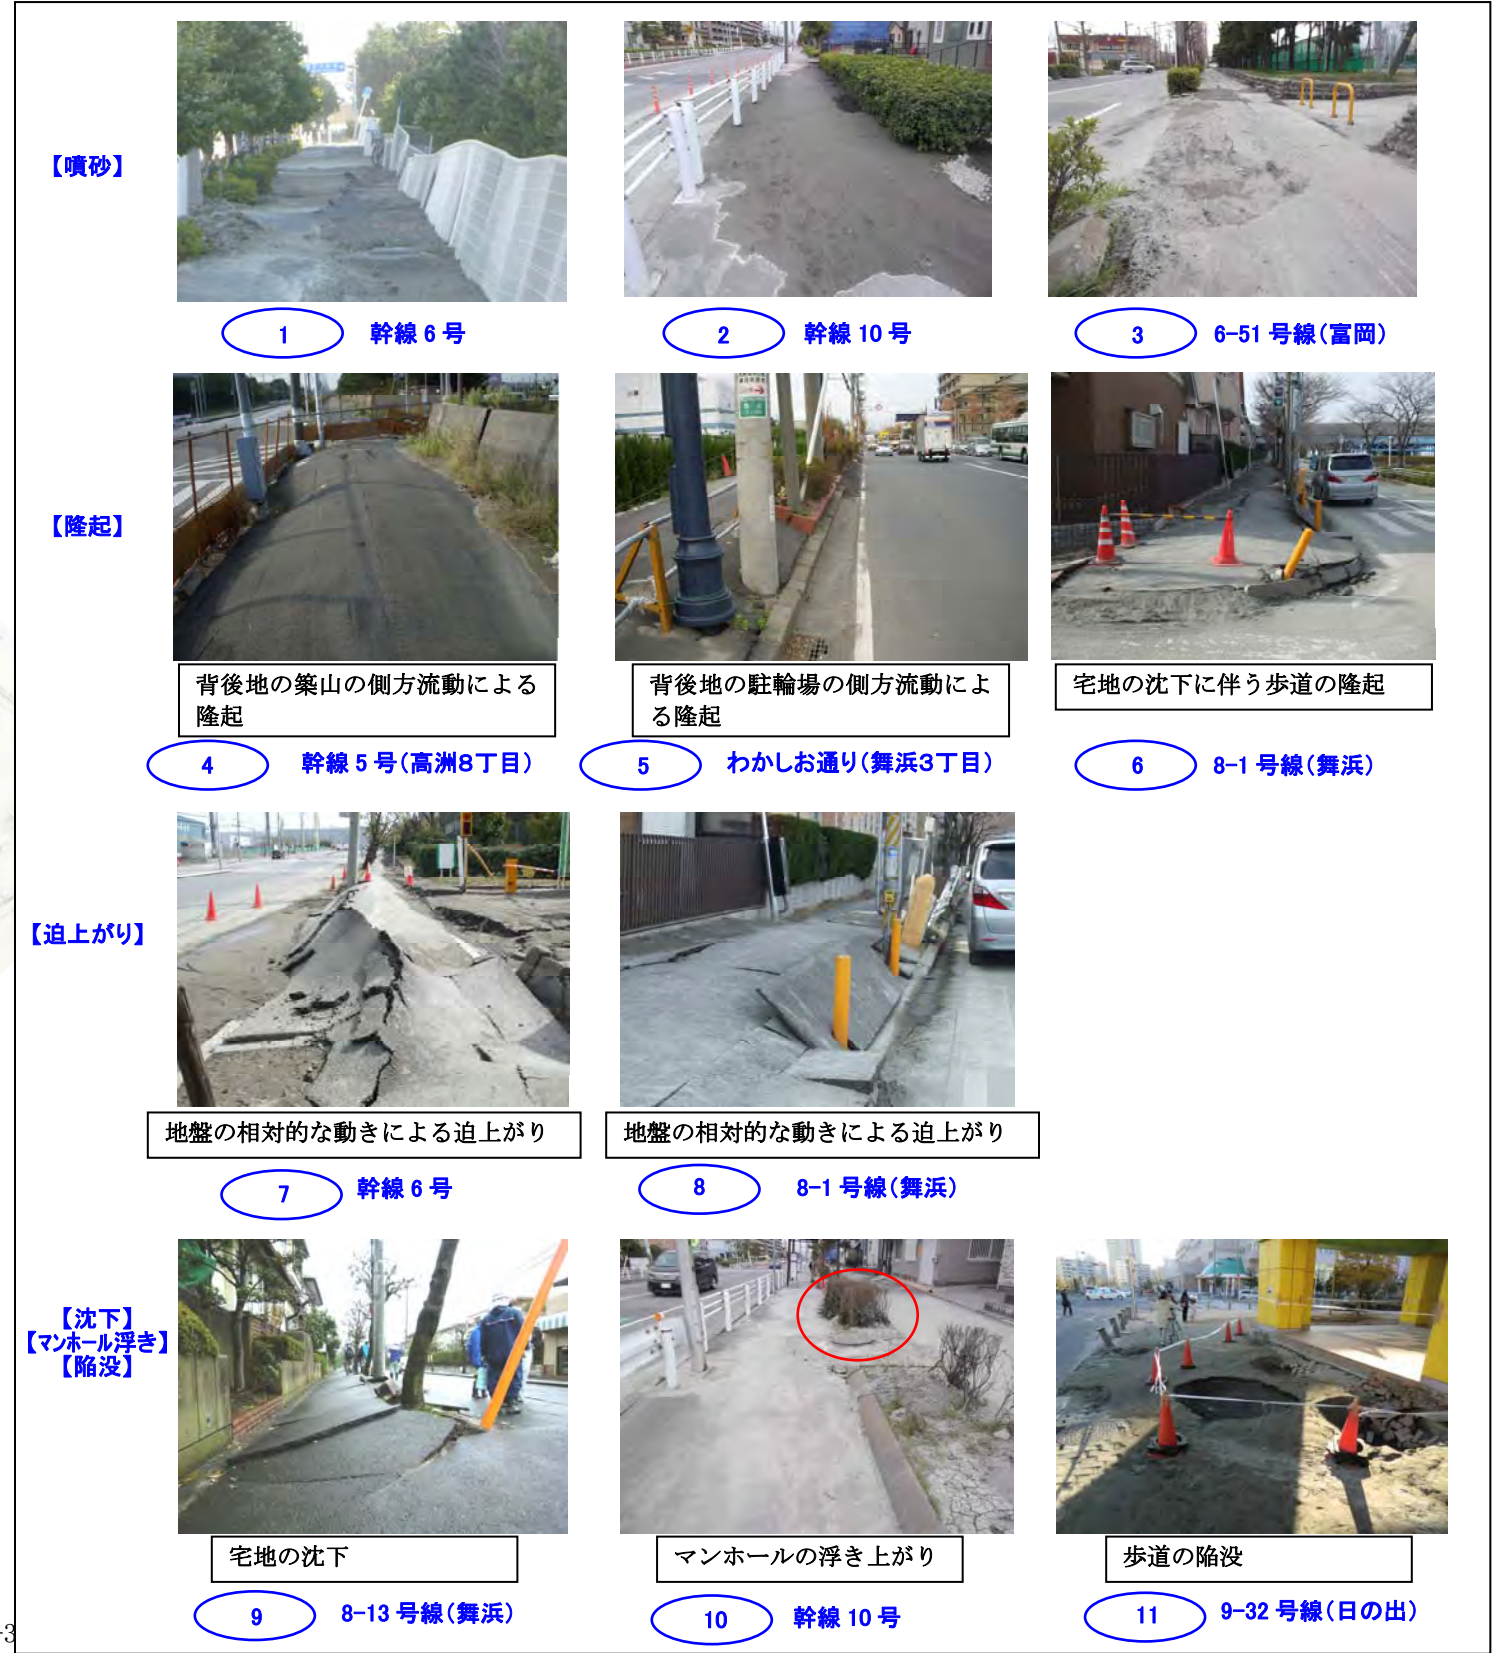 【噴砂】
1 幹線 6 号
2 幹線 10 号
3 6-51 号線(富岡)
【隆起】
背後地の築山の側方流動による
隆起
背後地の駐輪場の側方流動によ
る隆起
宅地の沈下に伴う歩道の隆起
4 幹線 5 号(高洲8丁目)
5 わかしお通り(舞浜3丁目)
6 8-1 号線(舞浜)
【迫上がり】
地盤の相対的な動きによる迫上がり
地盤の相対的な動きによる迫上がり
7 幹線 6 号
8 8-1 号線(舞浜)
【沈下】
【マンホール浮き】
【陥没】
宅地の沈下
マンホールの浮き上がり
歩道の陥没
9 8-13 号線(舞浜)
10 幹線 10 号
11 9-32 号線(日の出)
-3